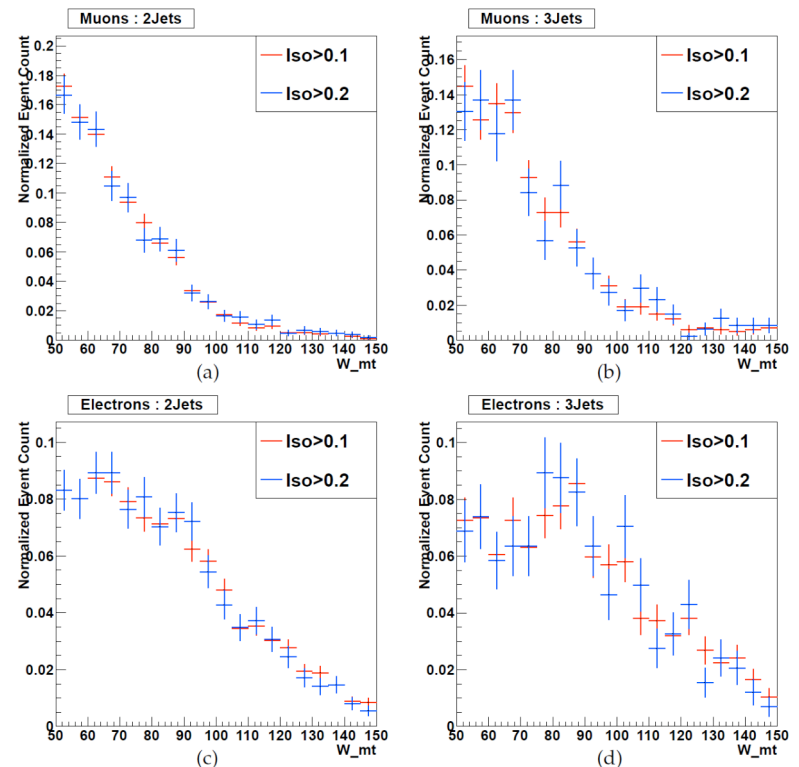 Muons : 2Jets
Normalized Event Count
0.2
0.18
0.16
0.14
0.12
0.1
0.08
0.06
0.04
0.02
0
Iso>0.1
Iso>0.2
50 60 70 80 90 100 110 120 130 140 150
W_mt
(a)
Muons : 3Jets
Normalized Event Count
0.16
0.14
0.12
0.1
0.08
0.06
0.04
0.02
0
Iso>0.1
Iso>0.2
50 60 70 80 90 100 110 120 130 140 150
W_mt
(b)
Electrons : 2Jets
Normalized Event Count
0.1
0.08
0.06
0.04
0.02
0
Iso>0.1
Iso>0.2
50 60 70 80 90 100 110 120 130 140 150
W_mt
(c)
Electrons : 3Jets
Normalized Event Count
0.1
0.08
0.06
0.04
0.02
0
Iso>0.1
Iso>0.2
50 60 70 80 90 100 110 120 130 140 150
W_mt
(d)